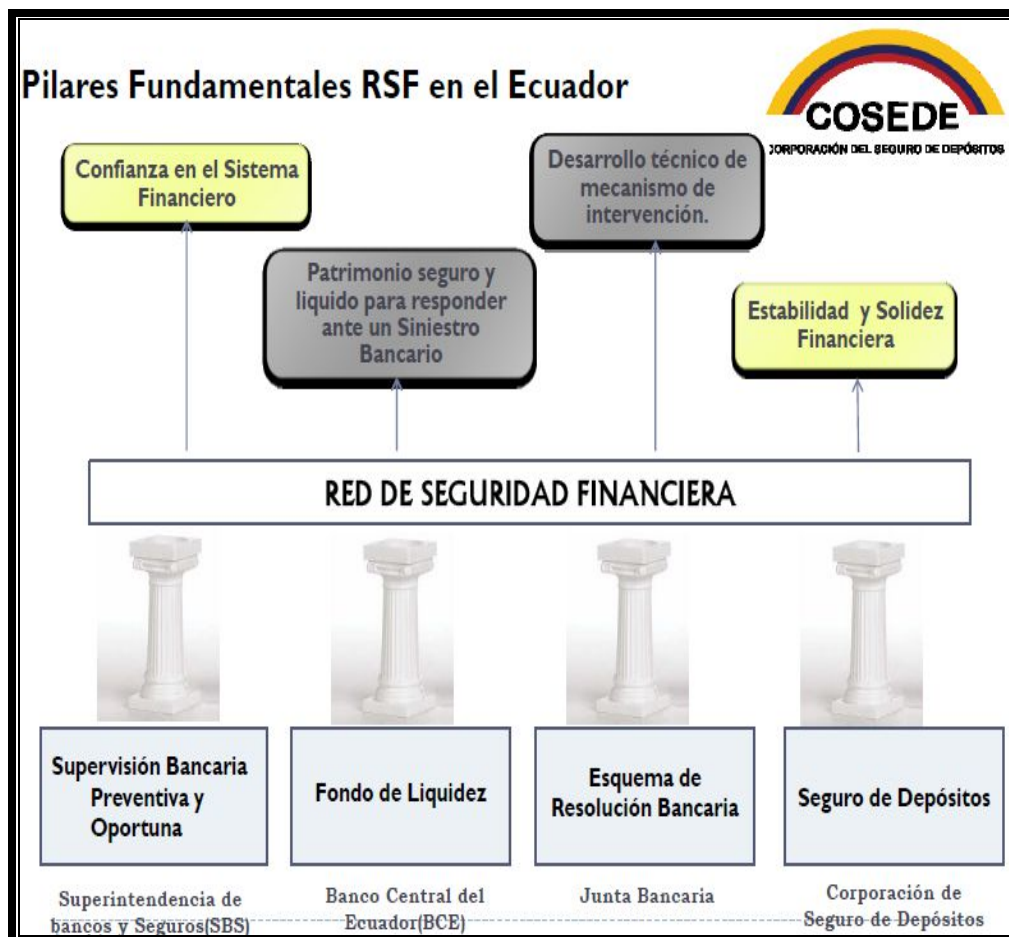 Pilares Fundamentales RSF en el Ecuador
COSEDE
CORPORACIÓN DEL SEGURO DE DEPÓSITOS
Confianza en el Sistema
Financiero
Desarrollo técnico de
mecanismo de
intervención.
Patrimonio seguro y
liquido para responder
ante un Siniestro
Bancario
Estabilidad y Solidez
Financiera
RED DE SEGURIDAD FINANCIERA
Supervisión Bancaria
Preventiva y
Oportuna
Fondo de Liquidez
Esquema de
Resolución Bancaria
Seguro de Depósitos
Superintendencia de
bancos y Seguros(SBS)
Banco Central del
Ecuador(BCE)
Junta Bancaria
Corporación de
Seguro de Depósitos